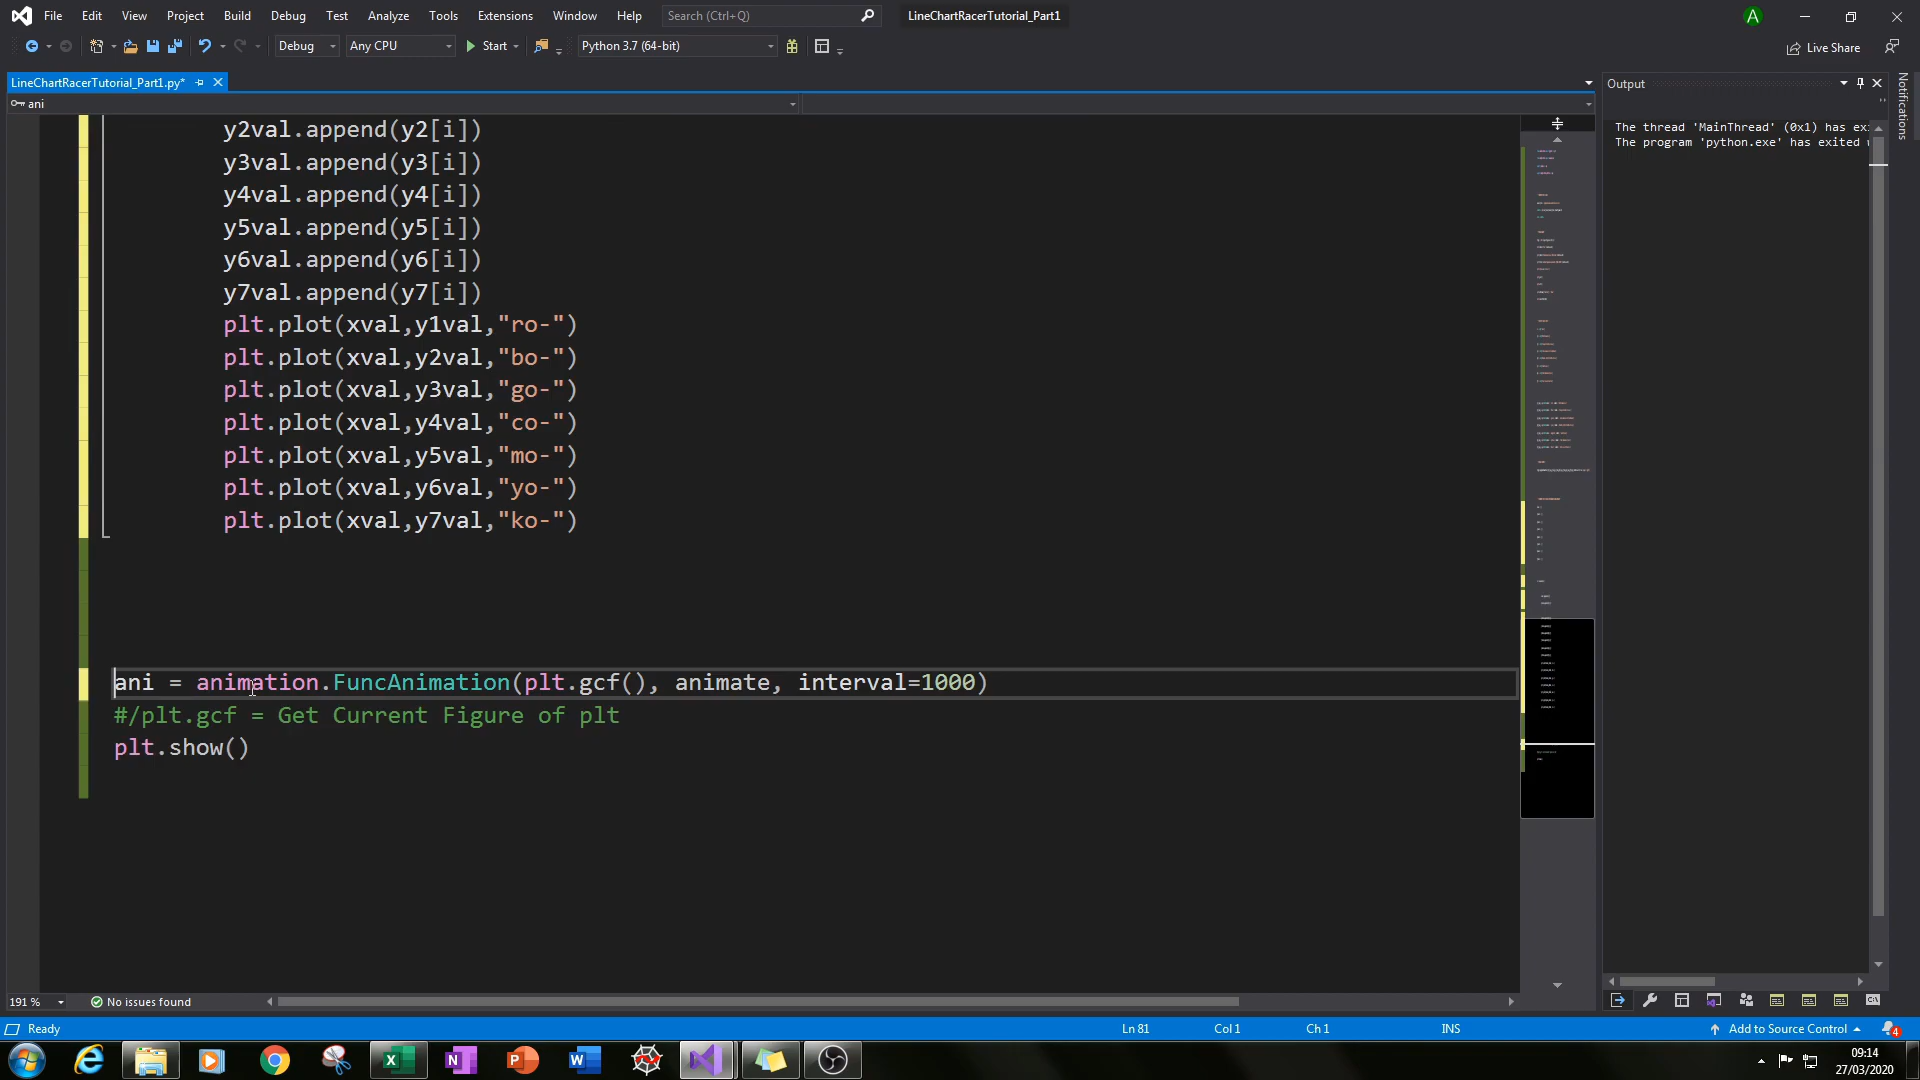 File Edit View Project Build Debug Test Analyze Tools Extensions Window Help Search (Ctrl+Q) LineChartRacerTutorial_Part1 A
Debug Any CPU Start Python 3.7 (64-bit) Live Share
LineChartRacerTutorial_Part1.py* Output Notifications
ani
y2val.append(y2[i])
y3val.append(y3[i])
y4val.append(y4[i])
y5val.append(y5[i])
y6val.append(y6[i])
y7val.append(y7[i])
plt.plot(xval,y1val,"ro-")
plt.plot(xval,y2val,"bo-")
plt.plot(xval,y3val,"go-")
plt.plot(xval,y4val,"co-")
plt.plot(xval,y5val,"mo-")
plt.plot(xval,y6val,"yo-")
plt.plot(xval,y7val,"ko-")
ani = animation.FuncAnimation(plt.gcf(), animate, interval=1000)
#/plt.gcf = Get Current Figure of plt
plt.show()
The thread 'MainThread' (0x1) has
The program 'python.exe' has exited
191 % No issues found
Ready Ln 81 Col 1 Ch 1 INS Add to Source Control 4
09:14
27/03/2020